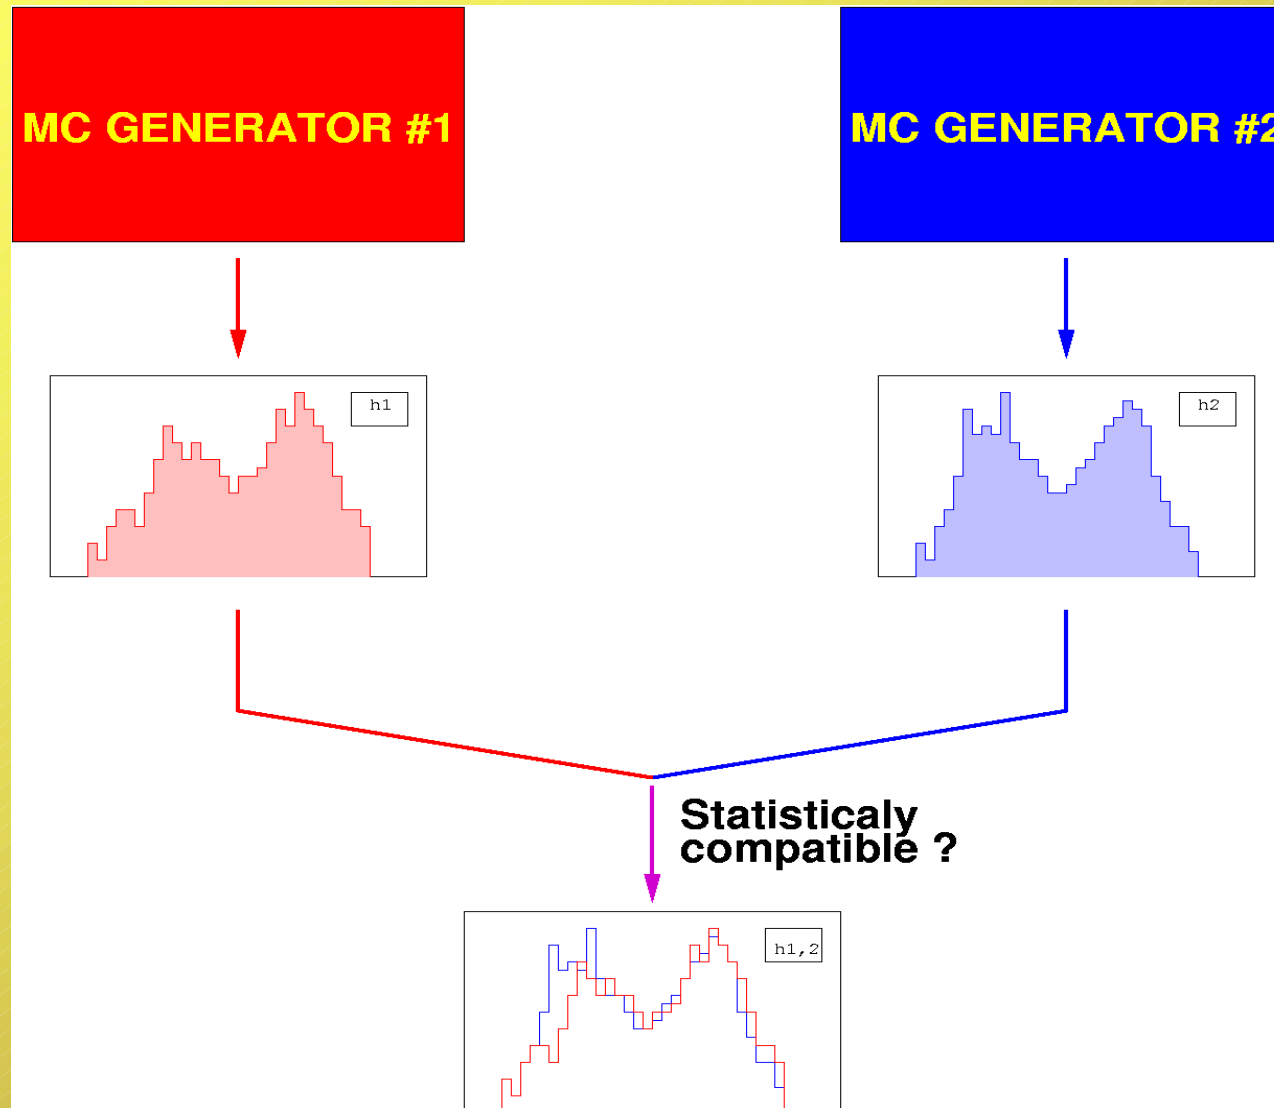 MC GENERATOR #1
MC GENERATOR #2
h1
h2
Statisticaly
compatible ?
h1,2